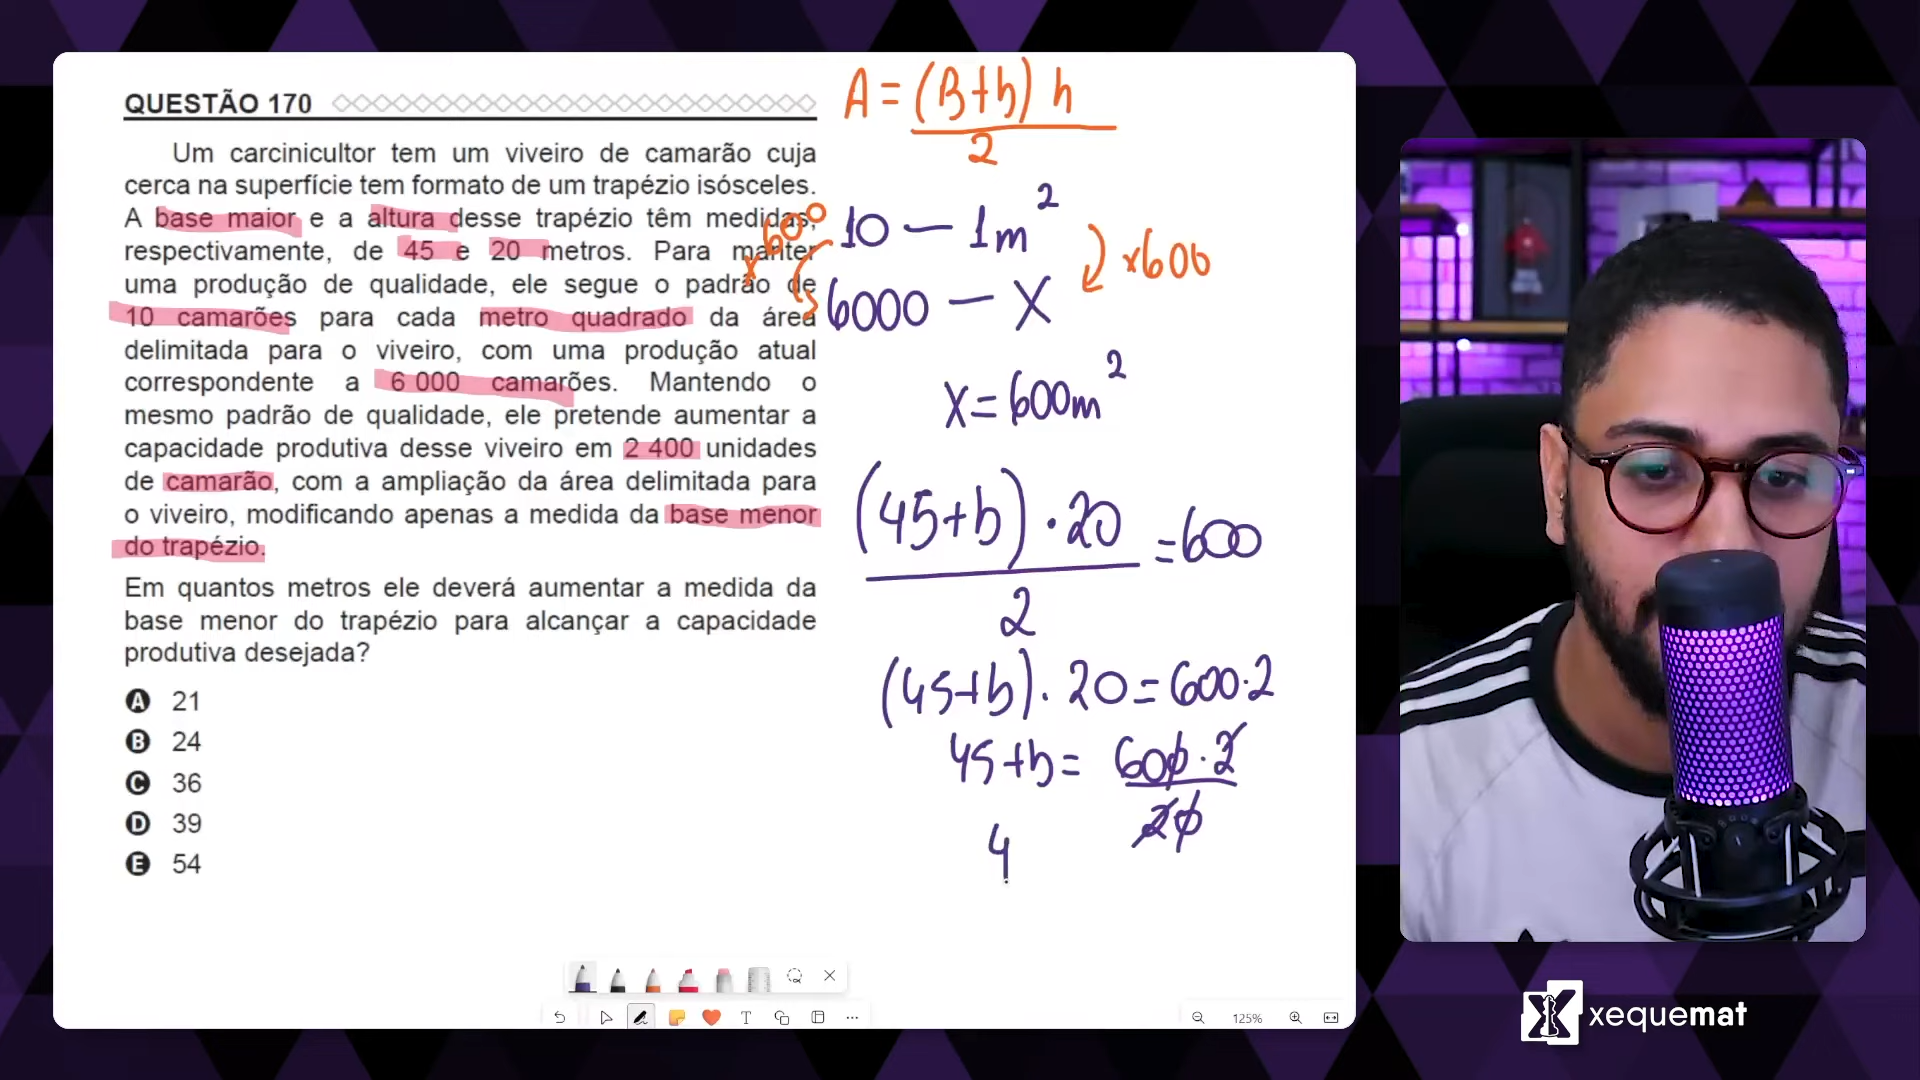 QUESTÃO 170
Um carcinicultor tem um viveiro de camarão cuja
cerca na superfície tem formato de um trapézio isósceles.
A base maior e a altura desse trapézio têm medidas,
respectivamente, de 45 e 20 metros. Para manter
uma produção de qualidade, ele segue o padrão de
10 camarões para cada metro quadrado da área
delimitada para o viveiro, com uma produção atual
correspondente a 6 000 camarões. Mantendo o
mesmo padrão de qualidade, ele pretende aumentar a
capacidade produtiva desse viveiro em 2 400 unidades
de camarão, com a ampliação da área delimitada para
o viveiro, modificando apenas a medida da base menor
do trapézio.
Em quantos metros ele deverá aumentar a medida da
base menor do trapézio para alcançar a capacidade
produtiva desejada?
A 21
B 24
C 36
D 39
E 54
A = (B+b) h
2
x600
10 — 1m²
x600
6000 — X
X = 600m²
(45+b) · 20
= 600
2
(45+b) · 20 = 600·2
45+b = 600·2
20
4
T
125%
xequemat